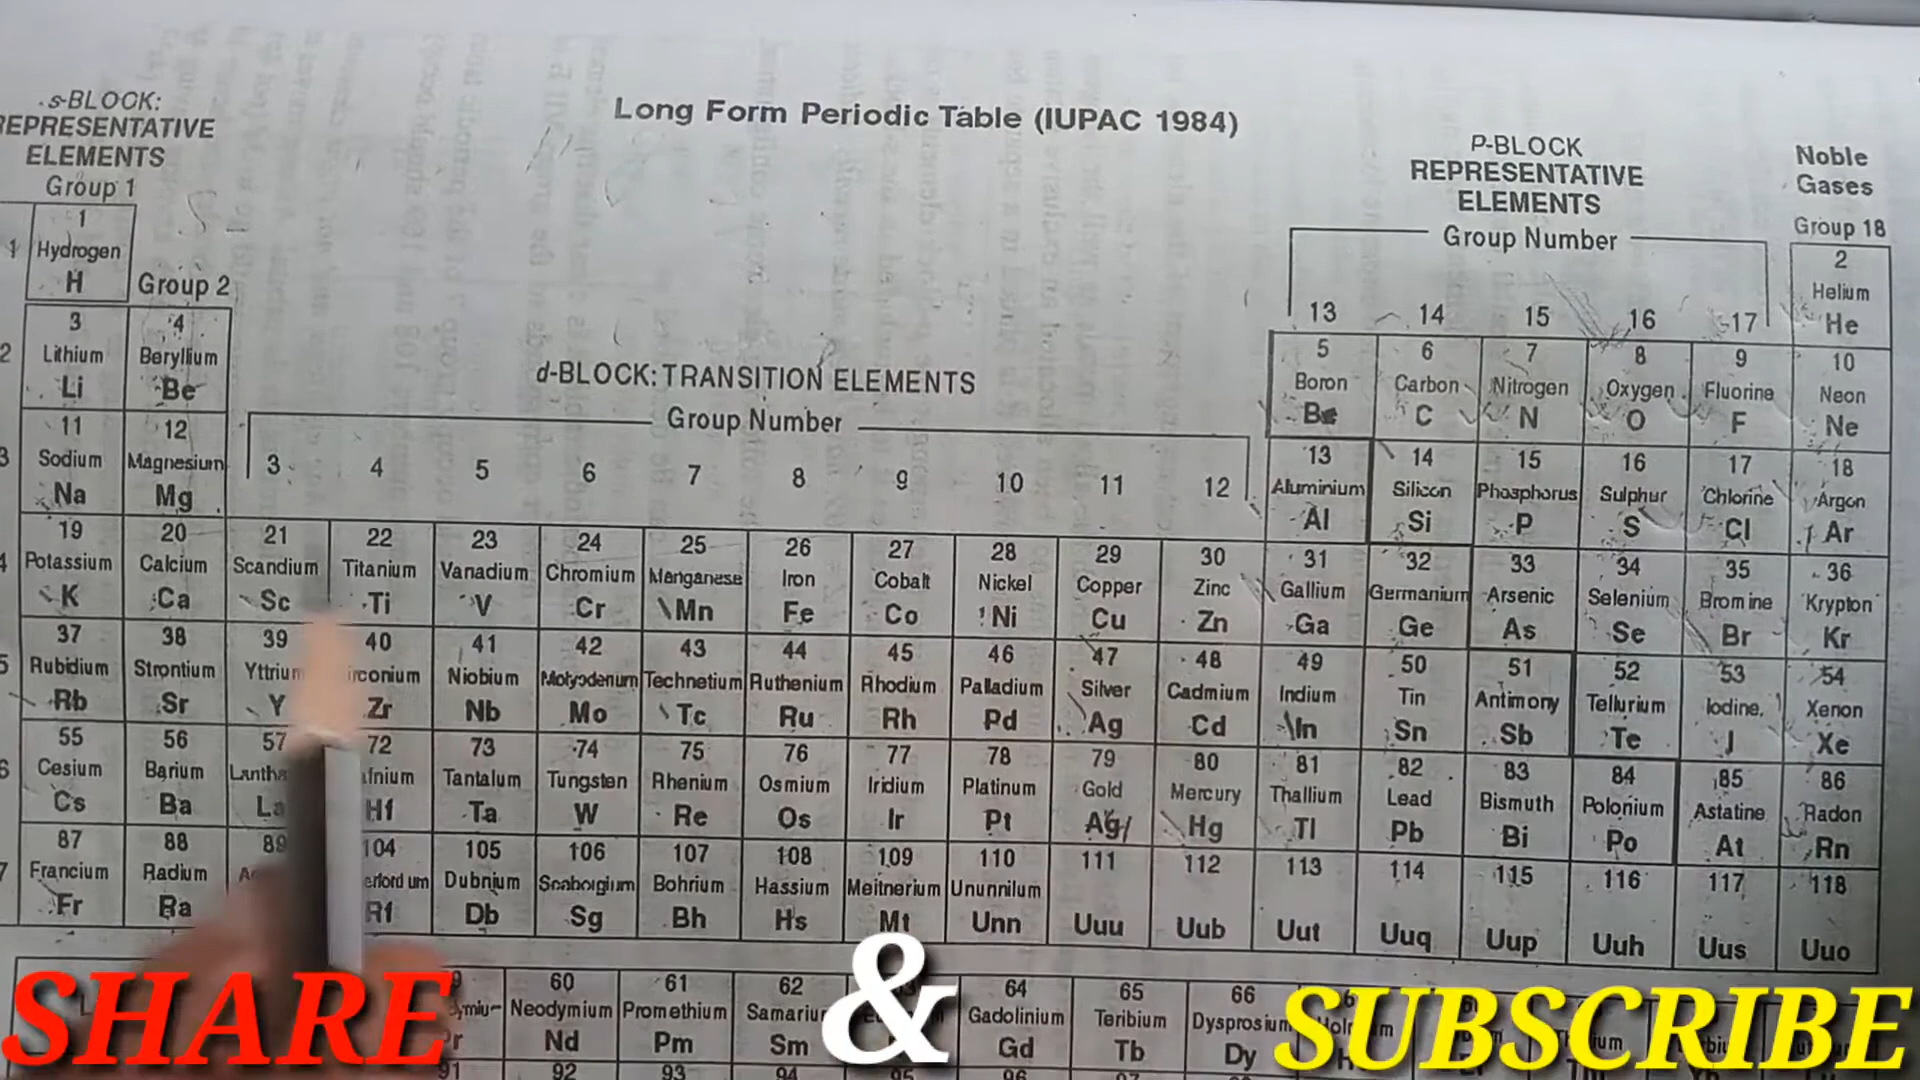 Long Form Periodic Table (IUPAC 1984)
s-BLOCK:
REPRESENTATIVE
ELEMENTS
Group 1
P-BLOCK
REPRESENTATIVE
ELEMENTS
Group Number
Noble
Gases
Group 18
1
Hydrogen
H
Group 2
2
Helium
He
13 14 15 16 17
3 4 5 6 7 8 9 10
Lithium Beryllium Boron Carbon Nitrogen Oxygen Fluorine Neon
Li Be C N O F Ne
d-BLOCK: TRANSITION ELEMENTS
Group Number
3 4 5 6 7 8 9 10 11 12
11 12 13 14 15 16 17 18
Sodium Magnesium Aluminium Silicon Phosphorus Sulphur Chlorine Argon
Na Mg Al Si P S Cl Ar
19 20 21 22 23 24 25 26 27 28 29 30 31 32 33 34 35 36
Potassium Calcium Scandium Titanium Vanadium Chromium Manganese Iron Cobalt Nickel Copper Zinc Gallium Germanium Arsenic Selenium Bromine Krypton
K Ca Sc Ti V Cr Mn Fe Co Ni Cu Zn Ga Ge As Se Br Kr
37 38 39 40 41 42 43 44 45 46 47 48 49 50 51 52 53 54
Rubidium Strontium Yttrium Niobium Molyodenum Technetium Ruthenium Rhodium Palladium Silver Cadmium Indium Tin Antimony Tellurium Iodine. Xenon
Rb Sr Y Zr Nb Mo Tc Ru Rh Pd Ag Cd In Sn Sb Te I Xe
55 56 57 72 73 74 75 76 77 78 79 80 81 82 83 84 85 86
Cesium Barium Tantalum Tungsten Rhenium Osmium Iridium Platinum Gold Mercury Thallium Lead Bismuth Polonium Astatine Radon
Cs Ba La Hf Ta W Re Os Ir Pt Ag Hg Tl Pb Bi Po At Rn
87 88 89 104 105 106 107 108 109 110 111 112 113 114 115 116 117 118
Francium Radium Dubnium Seaborgium Bohrium Hassium Meitnerium Ununnilum
Fr Ra Rf Db Sg Bh Hs Mt Unn Uuu Uub Uut Uuq Uup Uuh Uus Uuo
60 61 62 64 65 66
Neodymium Promethium Gadolinium Teribium Dysprosium
Nd Pm Sm Gd Tb Dy
91 92 93 94 95 96
SHARE & SUBSCRIBE